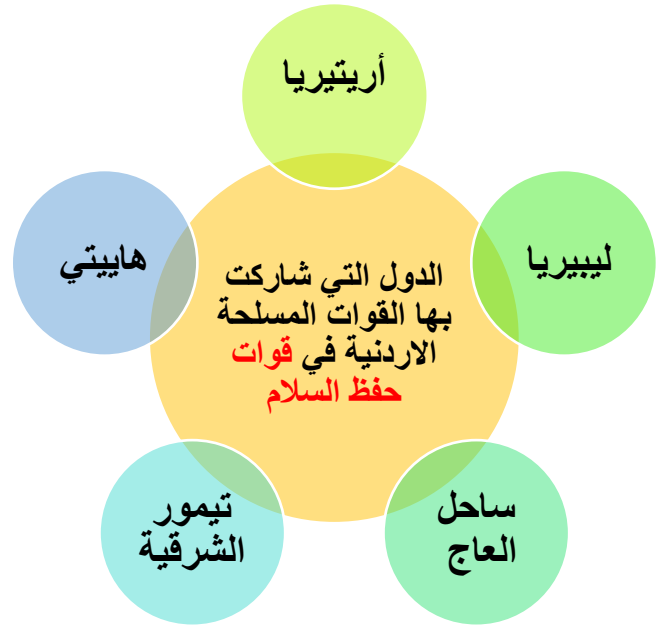 أريتيريا
ليبيريا
هاييتي
الدول التي شاركت
بها القوات المسلحة
الاردنية في قوات
حفظ السلام
ساحل
العاج
تيمور
الشرقية